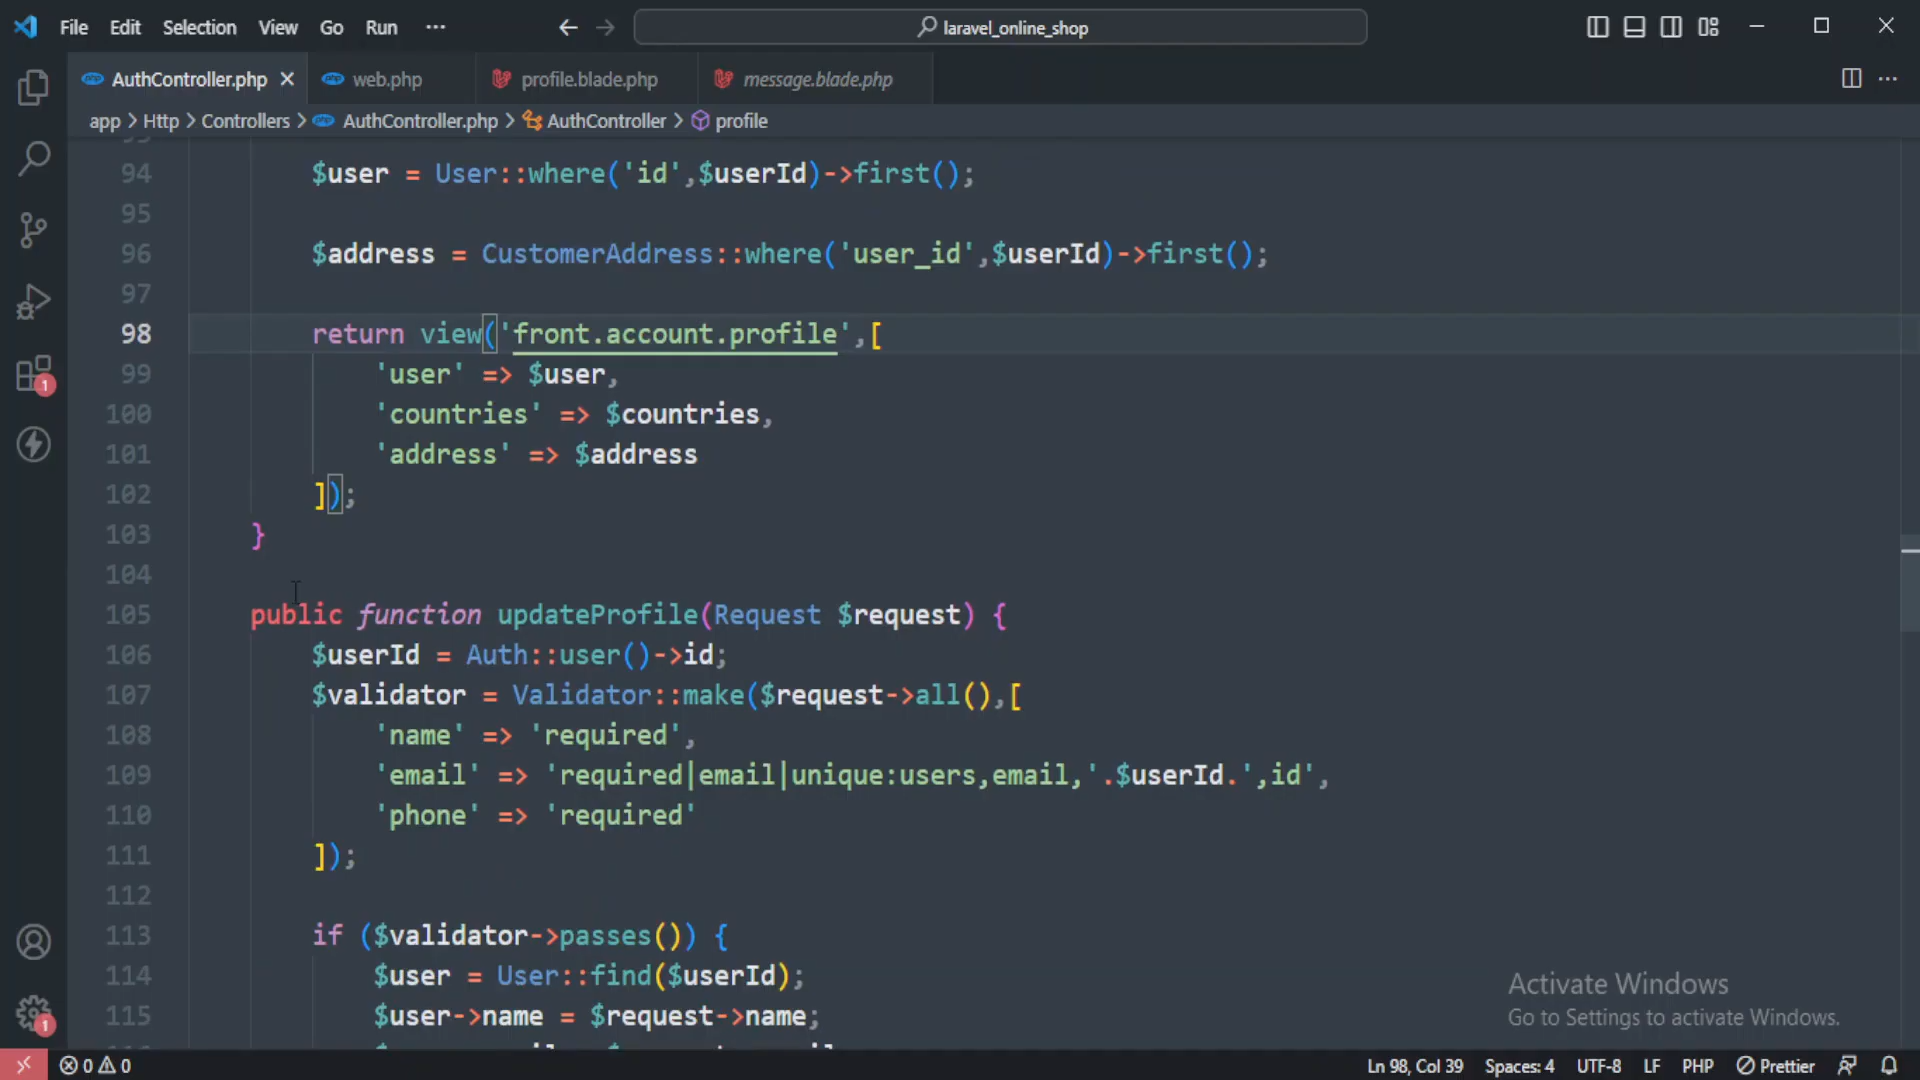 File Edit Selection View Go Run ··· laravel_online_shop
AuthController.php web.php profile.blade.php message.blade.php
app > Http > Controllers > AuthController.php > AuthController > profile
94 $user = User::where('id',$userId)->first();
95
96 $address = CustomerAddress::where('user_id',$userId)->first();
97
98 return view('front.account.profile',[
99 'user' => $user,
100 'countries' => $countries,
101 'address' => $address
102 ]);
103 }
104
105 public function updateProfile(Request $request) {
106 $userId = Auth::user()->id;
107 $validator = Validator::make($request->all(),[
108 'name' => 'required',
109 'email' => 'required|email|unique:users,email,'.$userId.',id',
110 'phone' => 'required'
111 ]);
112
113 if ($validator->passes()) {
114 $user = User::find($userId);
115 $user->name = $request->name;
1
1
Activate Windows
Go to Settings to activate Windows.
0 0 Ln 98, Col 39 Spaces: 4 UTF-8 LF PHP Prettier